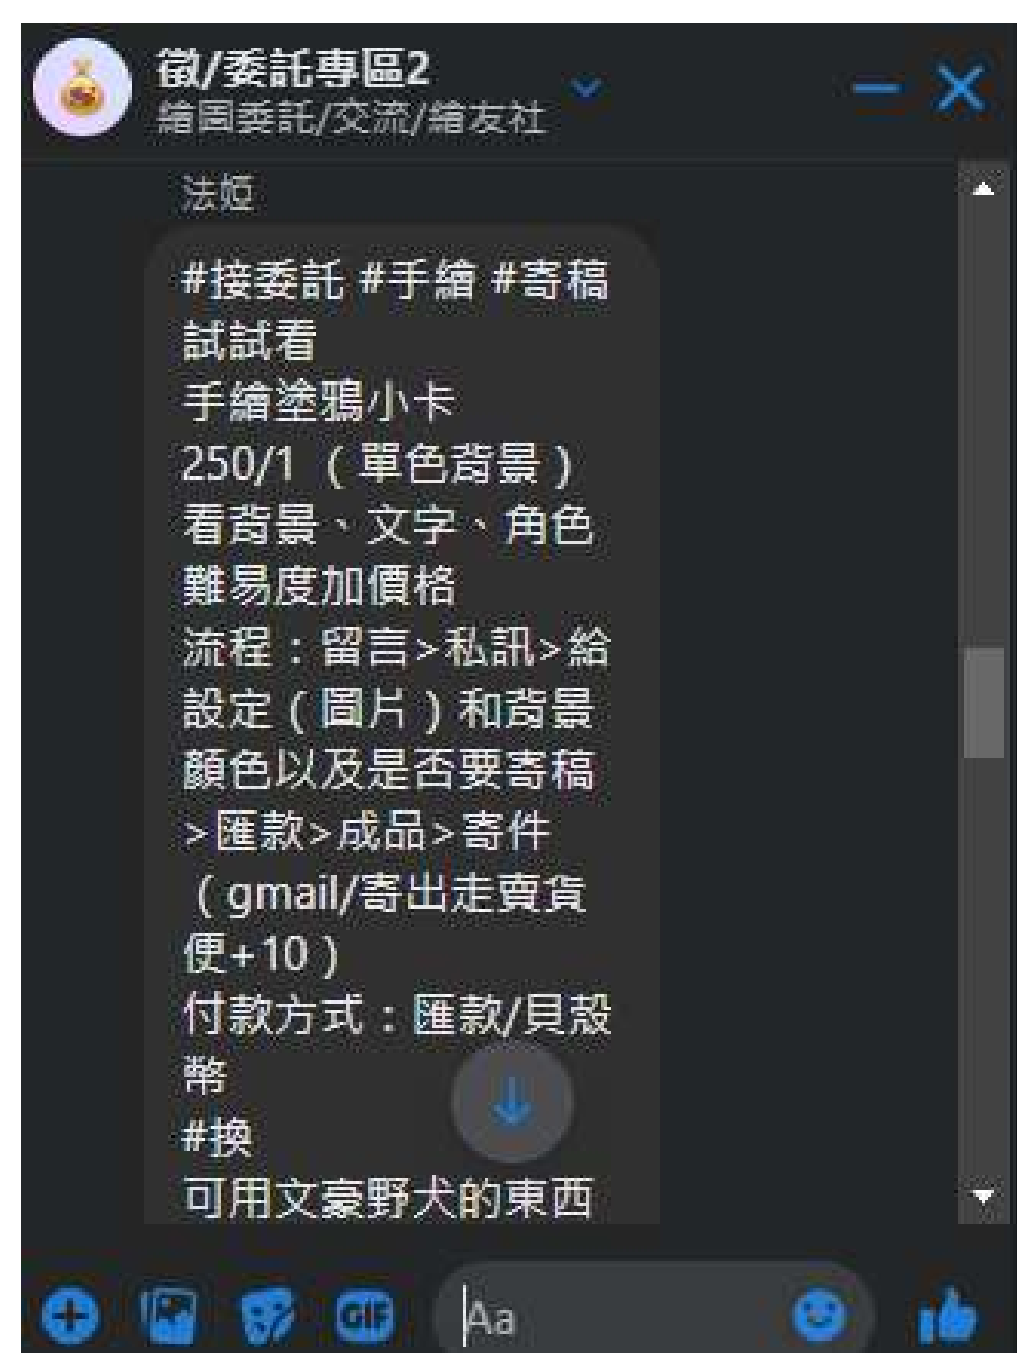 徵/委託專區2
繪圖委託/交流/繪友社
法婭
#接委託 #手繪 #寄稿
試試看
手繪塗鴉小卡
250/1 （單色背景）
看背景、文字、角色
難易度加價格
流程：留言>私訊>給
設定（圖片）和背景
顏色以及是否要寄稿
>匯款>成品>寄件
（gmail/寄出走賣貨
便+10）
付款方式：匯款/貝殼
幣
#換
可用文豪野犬的東西
GIF
Aa